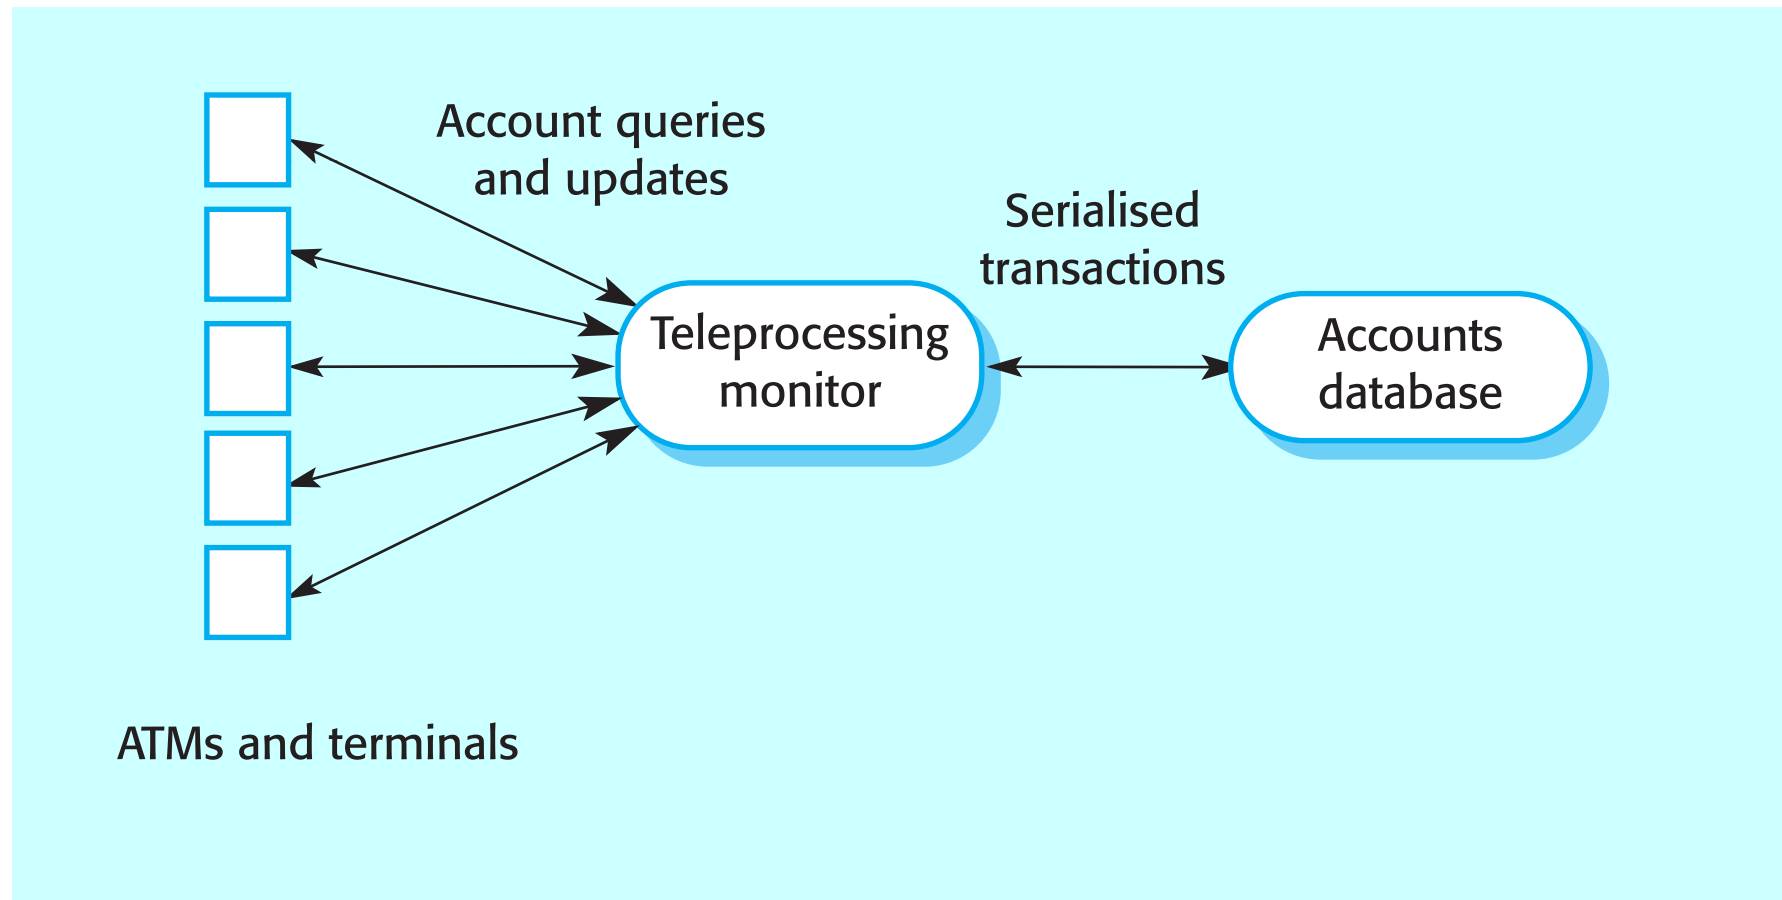 Account queries
and updates
Serialised
transactions
Teleprocessing
monitor
Accounts
database
ATMs and terminals